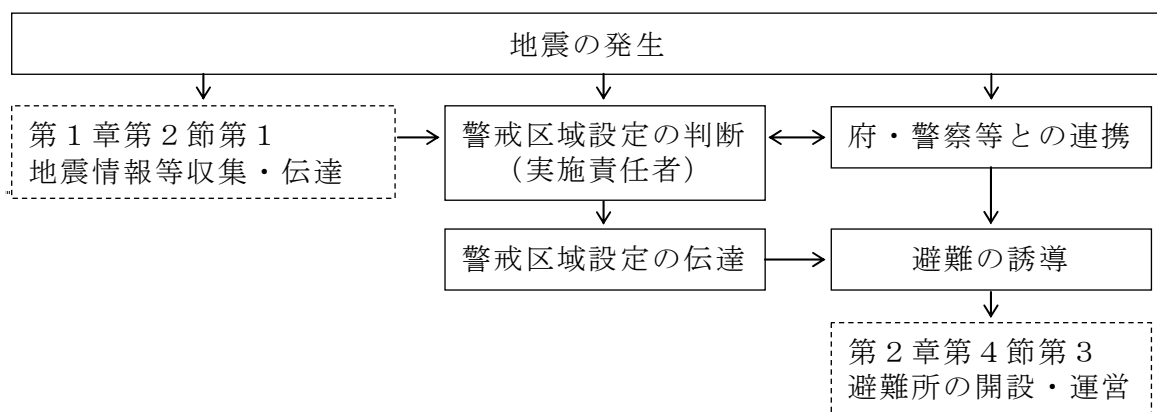 地震の発生
第１章第２節第１
地震情報等収集・伝達
警戒区域設定の判断
（実施責任者）
府・警察等との連携
警戒区域設定の伝達
避難の誘導
第２章第４節第３
避難所の開設・運営